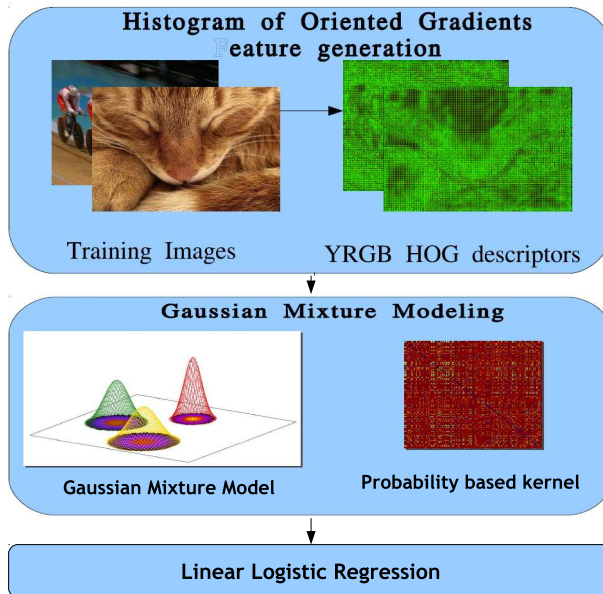 Histogram of Oriented Gradients
Feature generation
Training Images
YRGB HOG descriptors
Gaussian Mixture Modeling
Gaussian Mixture Model
Probability based kernel
Linear Logistic Regression